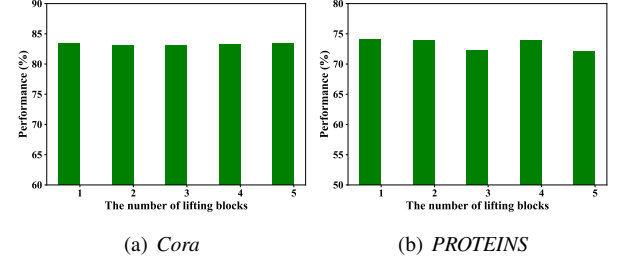 90
85
80
75
70
65
60
Performance (%)
1 2 3 4 5
The number of lifting blocks
(a) Cora
80
75
70
65
60
55
50
Performance (%)
1 2 3 4 5
The number of lifting blocks
(b) PROTEINS